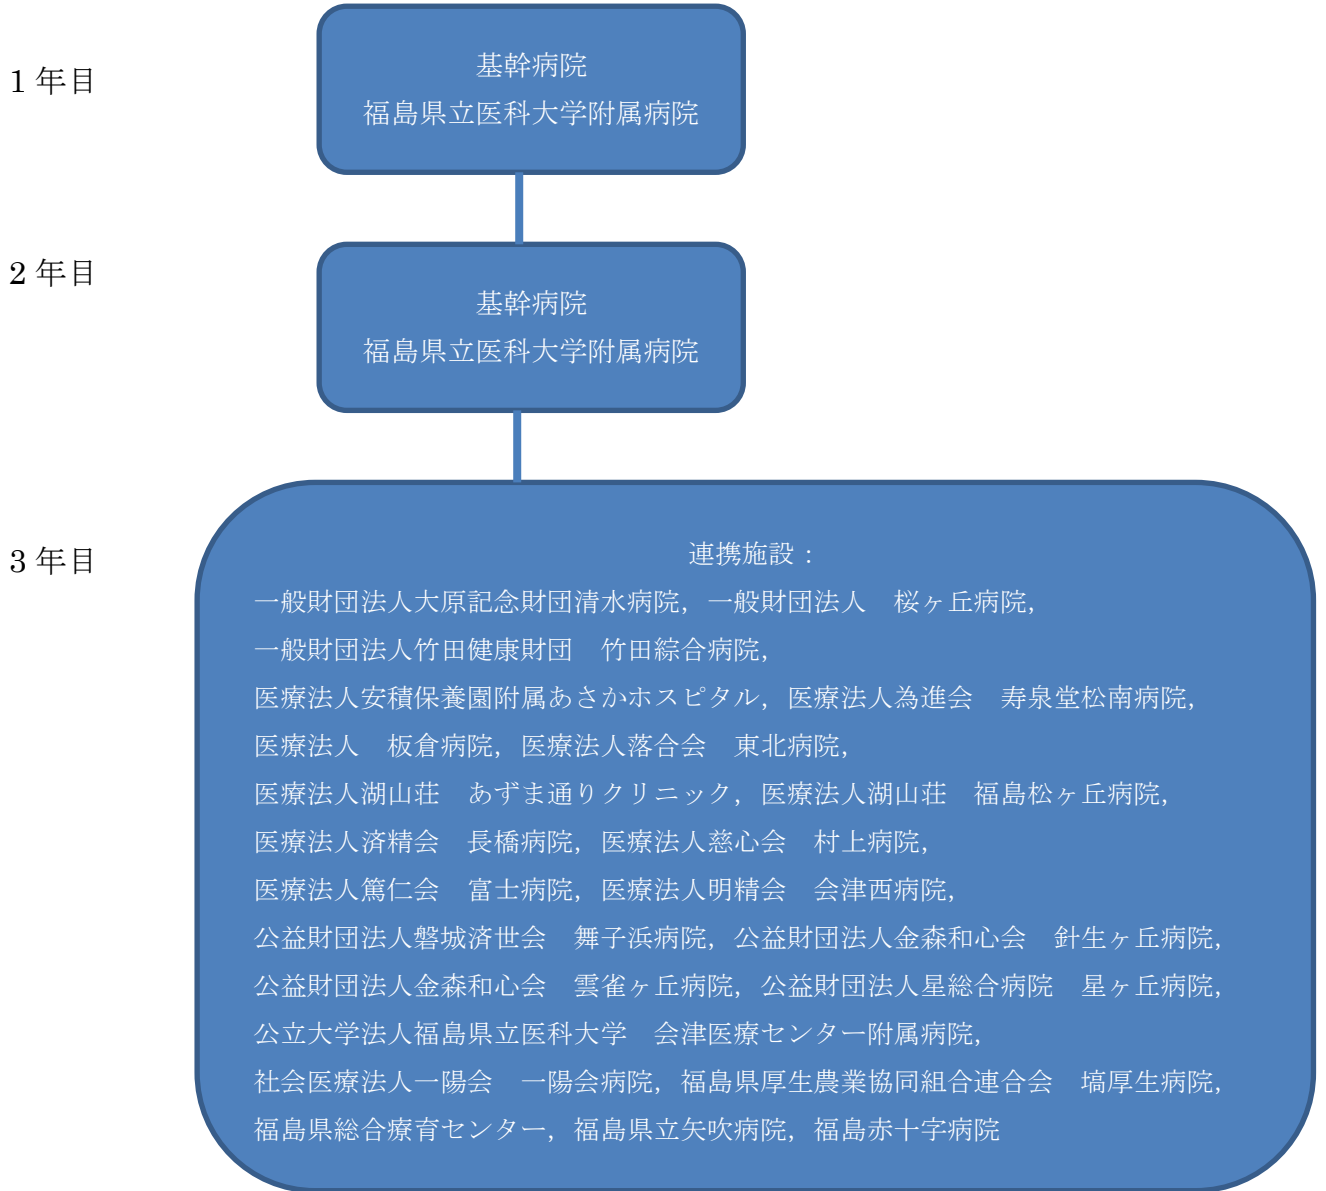 1 年目
基幹病院
福島県立医科大学附属病院
2 年目
基幹病院
福島県立医科大学附属病院
3 年目
連携施設：
一般財団法人大原記念財団清水病院，一般財団法人　桜ヶ丘病院，
一般財団法人竹田健康財団　竹田綜合病院，
医療法人安積保養園附属あさかホスピタル，医療法人為進会　寿泉堂松南病院，
医療法人　板倉病院，医療法人落合会　東北病院，
医療法人湖山荘　あずま通りクリニック，医療法人湖山荘　福島松ヶ丘病院，
医療法人済精会　長橋病院，医療法人慈心会　村上病院，
医療法人篤仁会　富士病院，医療法人明精会　会津西病院，
公益財団法人磐城済世会　舞子浜病院，公益財団法人金森和心会　針生ヶ丘病院，
公益財団法人金森和心会　雲雀ヶ丘病院，公益財団法人星総合病院　星ヶ丘病院，
公立大学法人福島県立医科大学　会津医療センター附属病院，
社会医療法人一陽会　一陽会病院，福島県厚生農業協同組合連合会　塙厚生病院，
福島県総合療育センター，福島県立矢吹病院，福島赤十字病院